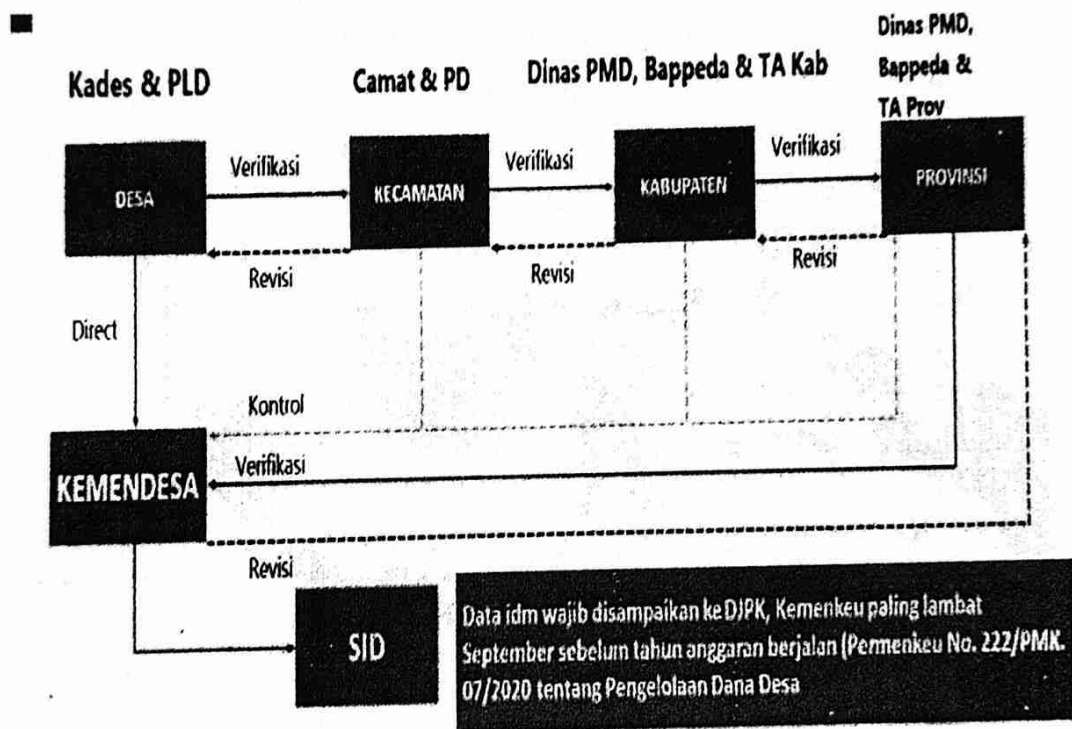 Dinas PMD,
Bappeda &
TA Prov
Kades & PLD
Camat & PD
Dinas PMD, Bappeda & TA Kab
DESA
Verifikasi
KECAMATAN
Verifikasi
KABUPATEN
Verifikasi
PROVINSI
Revisi
Revisi
Revisi
Direct
Kontrol
KEMENDESA
Verifikasi
Revisi
SID
Data idm wajib disampaikan ke DJPK, Kemenkeu paling lambat
September sebelum tahun anggaran berjalan (Permenkeu No. 222/PMK.
07/2020 tentang Pengelolaan Dana Desa